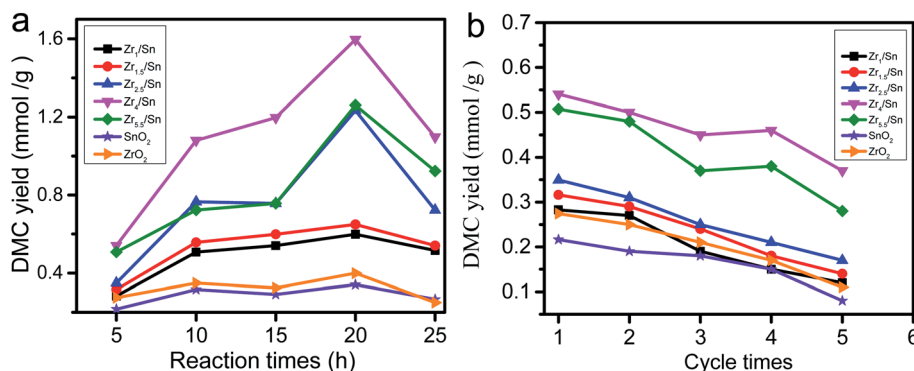 a
DMC yield (mmol /g)
1.6
1.2
0.8
0.4
Zr₁/Sn
Zr₁.₅/Sn
Zr₂.₅/Sn
Zr₄/Sn
Zr₅.₅/Sn
SnO₂
ZrO₂
5 10 15 20 25
Reaction times (h)
b
DMC yield (mmol /g)
0.7
0.6
0.5
0.4
0.3
0.2
0.1
Zr₁/Sn
Zr₁.₅/Sn
Zr₂.₅/Sn
Zr₄/Sn
Zr₅.₅/Sn
SnO₂
ZrO₂
1 2 3 4 5 6
Cycle times